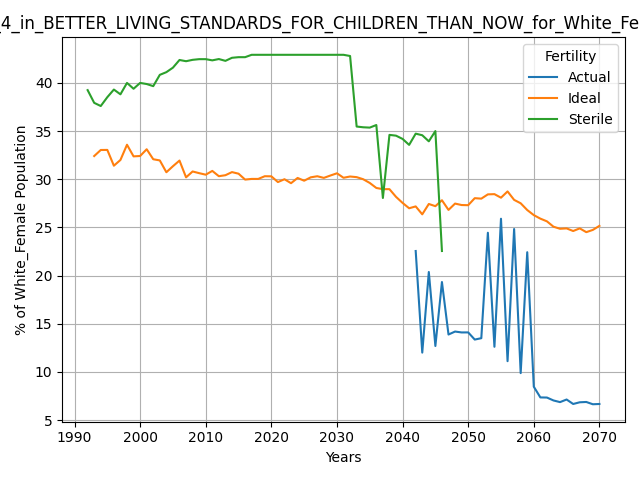 _4_in_BETTER_LIVING_STANDARDS_FOR_CHILDREN_THAN_NOW_for_White_Fe
Fertility
Actual
Ideal
Sterile
% of White_Female Population
40
35
30
25
20
15
10
5
1990 2000 2010 2020 2030 2040 2050 2060 2070
Years